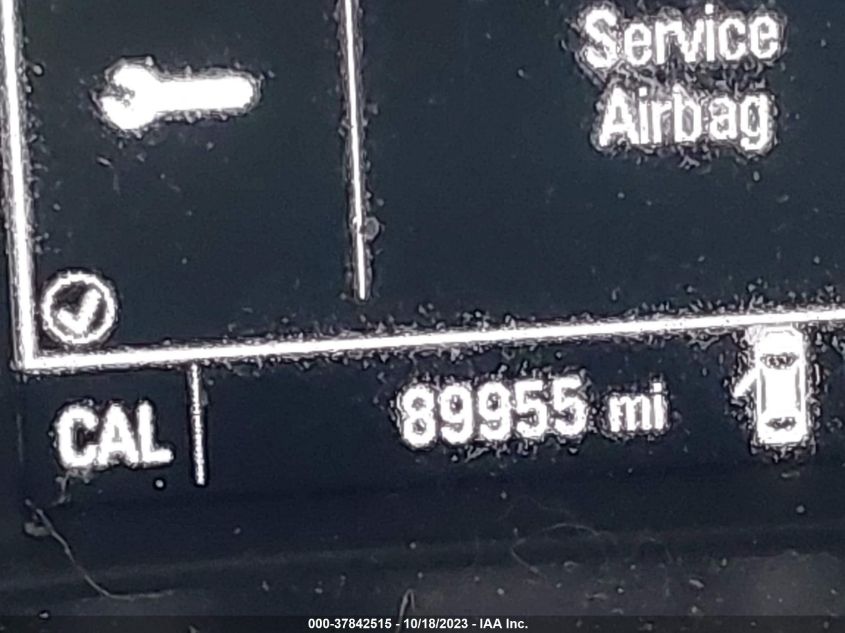 Service
Airbag
CAL 89955 mi
000-37842515 - 10/18/2023 - IAA Inc.